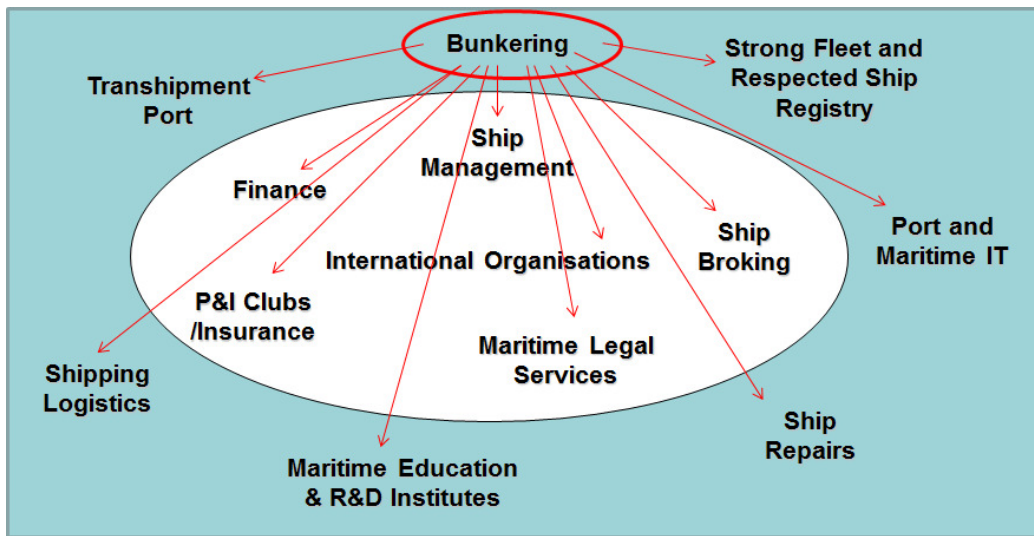 Bunkering
Strong Fleet and
Respected Ship
Registry
Transhipment
Port
Ship
Management
Finance
Port and
Maritime IT
Ship
Broking
International Organisations
P&I Clubs
/Insurance
Maritime Legal
Services
Shipping
Logistics
Ship
Repairs
Maritime Education
& R&D Institutes